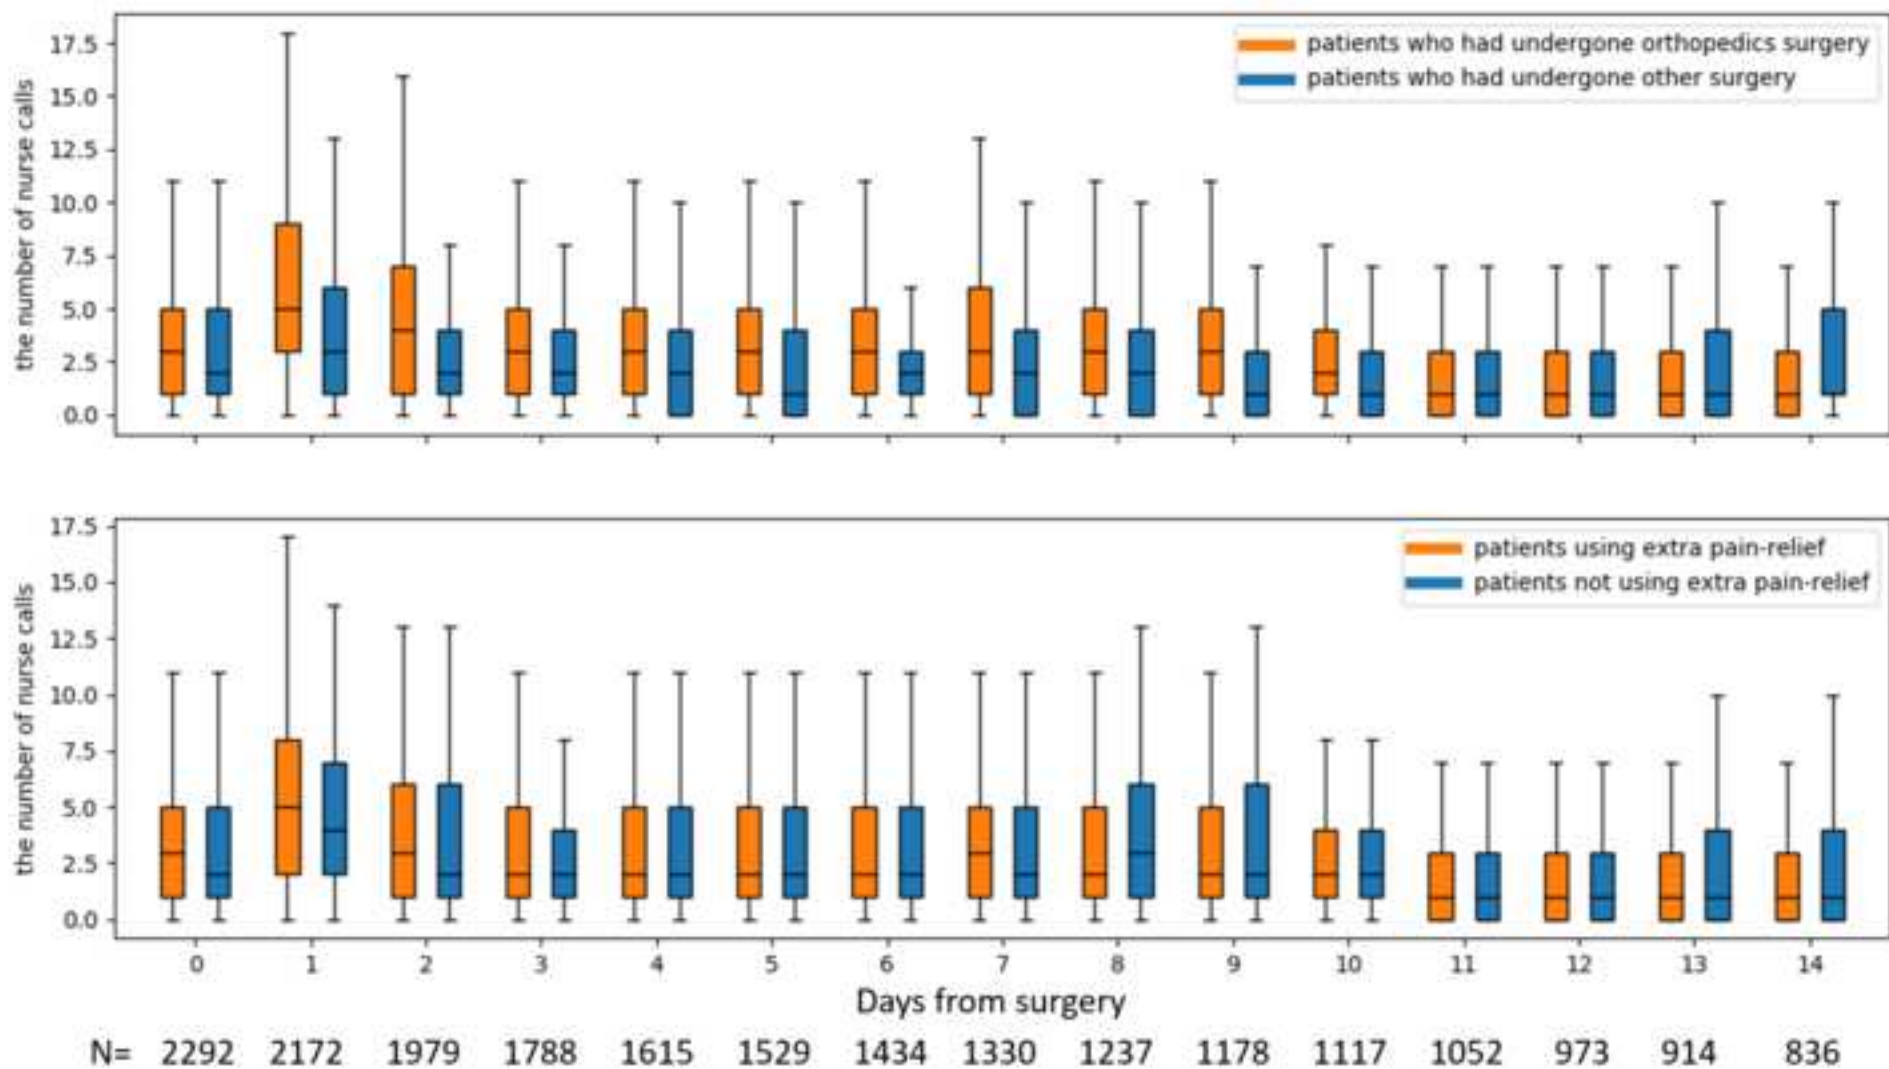 the number of nurse calls
17.5
15.0
12.5
10.0
7.5
5.0
2.5
0.0
patients who had undergone orthopedics surgery
patients who had undergone other surgery
the number of nurse calls
17.5
15.0
12.5
10.0
7.5
5.0
2.5
0.0
patients using extra pain-relief
patients not using extra pain-relief
0 1 2 3 4 5 6 7 8 9 10 11 12 13 14
Days from surgery
N= 2292 2172 1979 1788 1615 1529 1434 1330 1237 1178 1117 1052 973 914 836